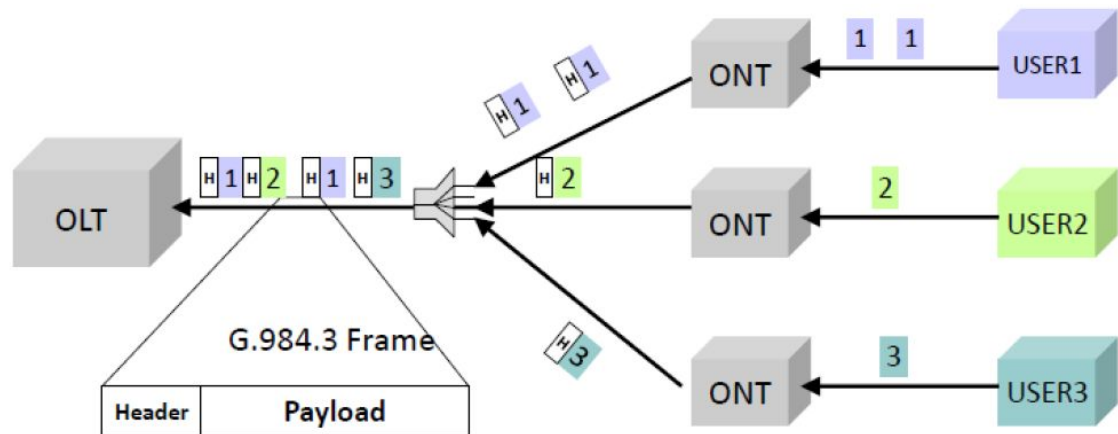 1 1
USER1
ONT
H 1 H 1
H 1 H 2 H 1 H 3
H 2
2
OLT
ONT
USER2
G.984.3 Frame
H 3
3
ONT
USER3
Header Payload